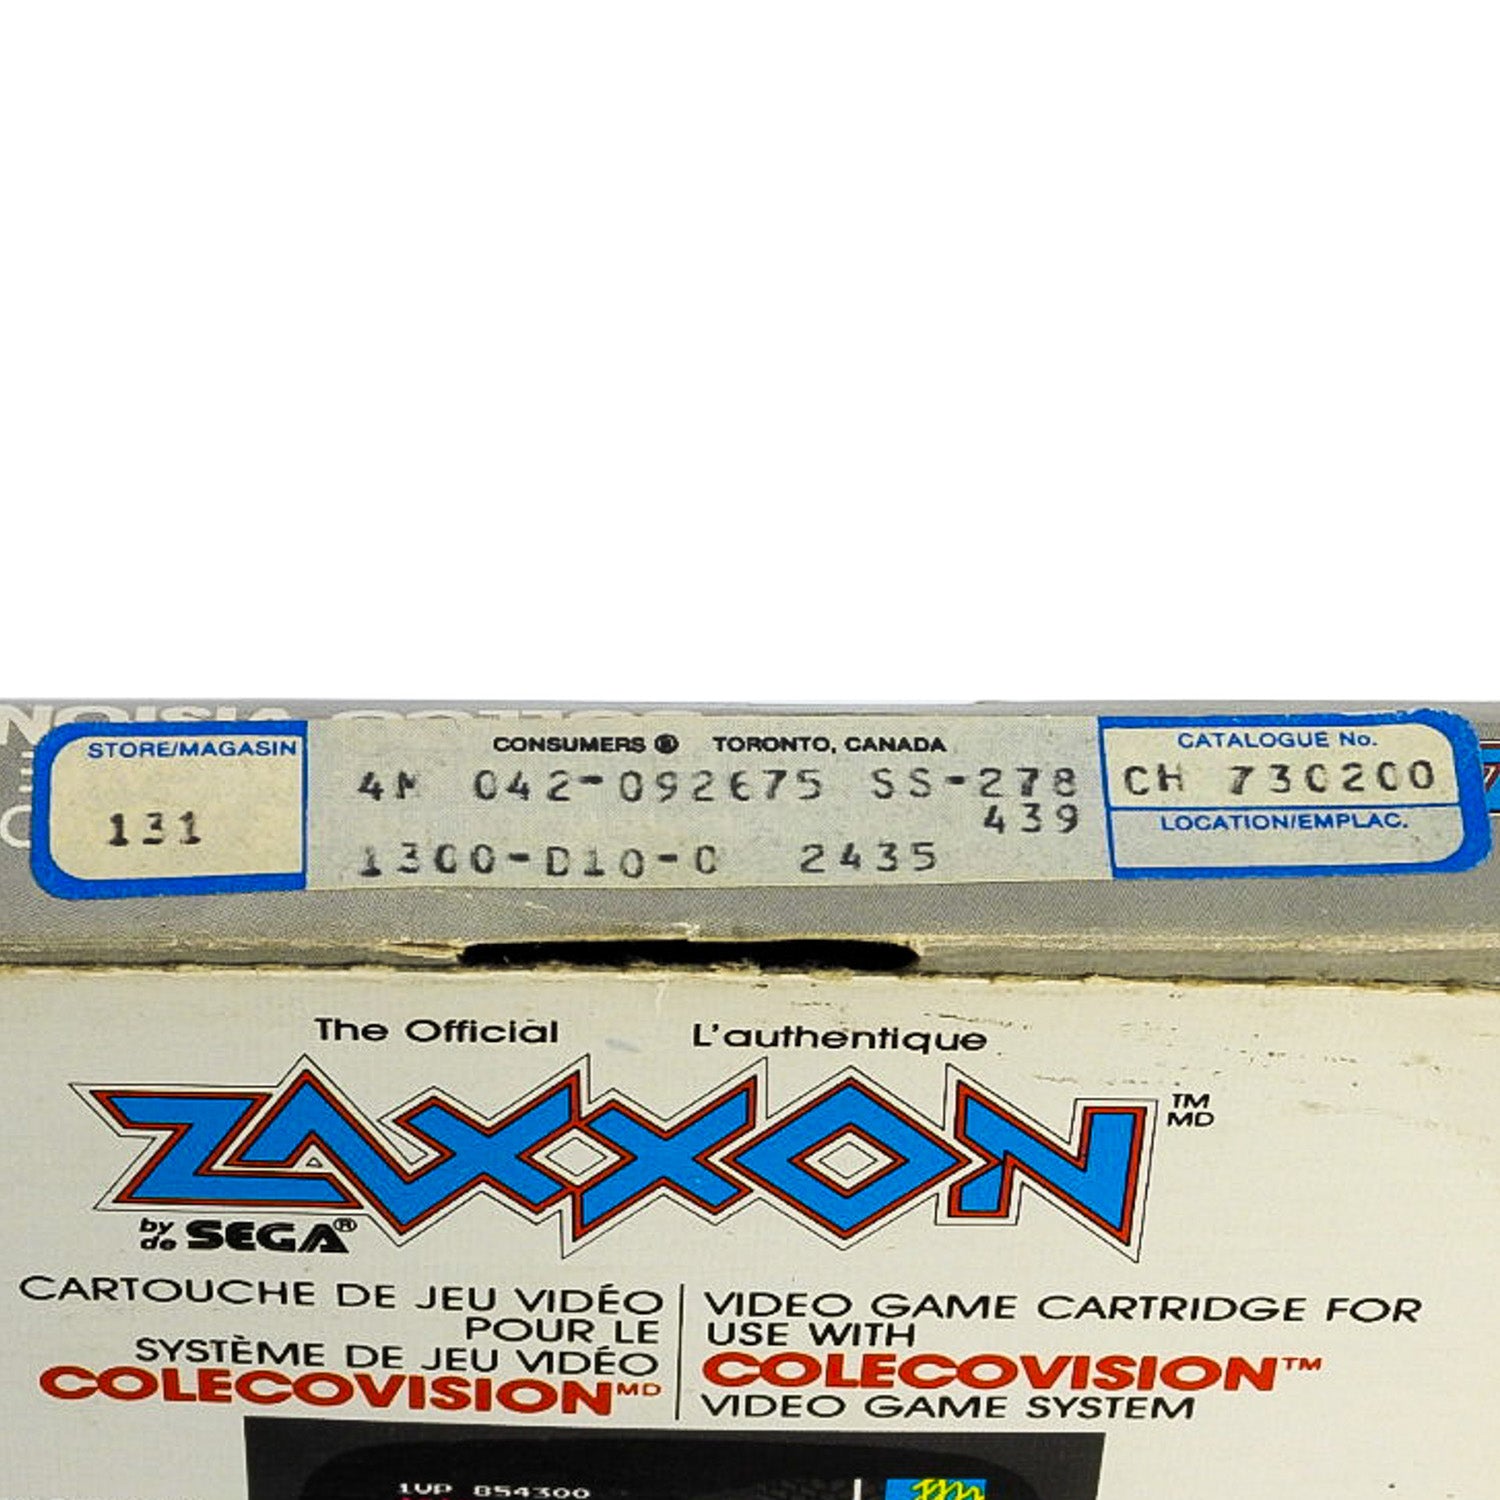 STORE/MAGASIN
131
CONSUMERS ® TORONTO, CANADA
042-092675 SS-278
439
1300-D10-0 2435
CATALOGUE No.
CH 730200
LOCATION/EMPLAC.
The Official L'authentique
ZAXXON TM MD
by de SEGA®
CARTOUCHE DE JEU VIDÉO
POUR LE
SYSTÈME DE JEU VIDÉO
COLECOVISION MD
VIDEO GAME CARTRIDGE FOR
USE WITH
COLECOVISION™
VIDEO GAME SYSTEM
1UP 854300